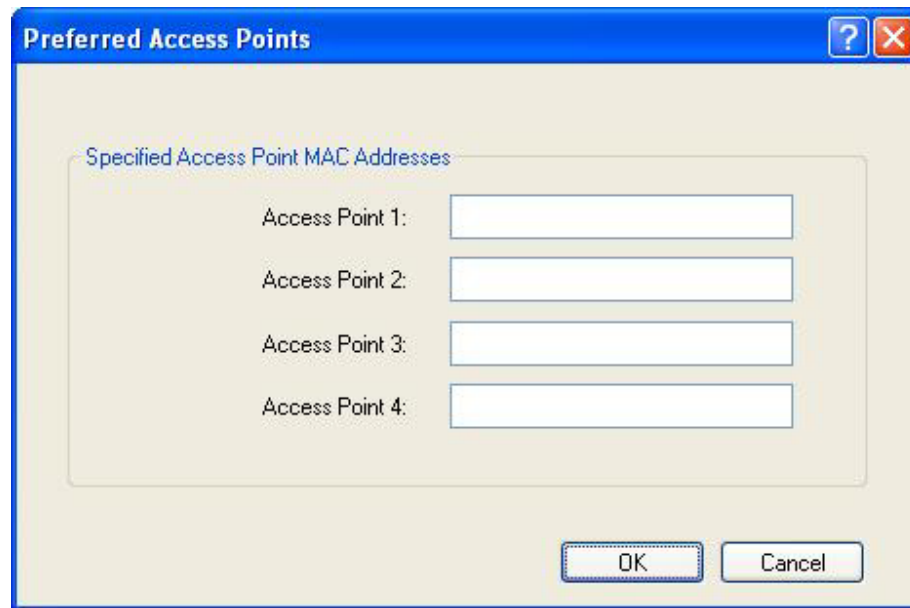 Preferred Access Points
?
Specified Access Point MAC Addresses
Access Point 1:
Access Point 2:
Access Point 3:
Access Point 4:
OK
Cancel